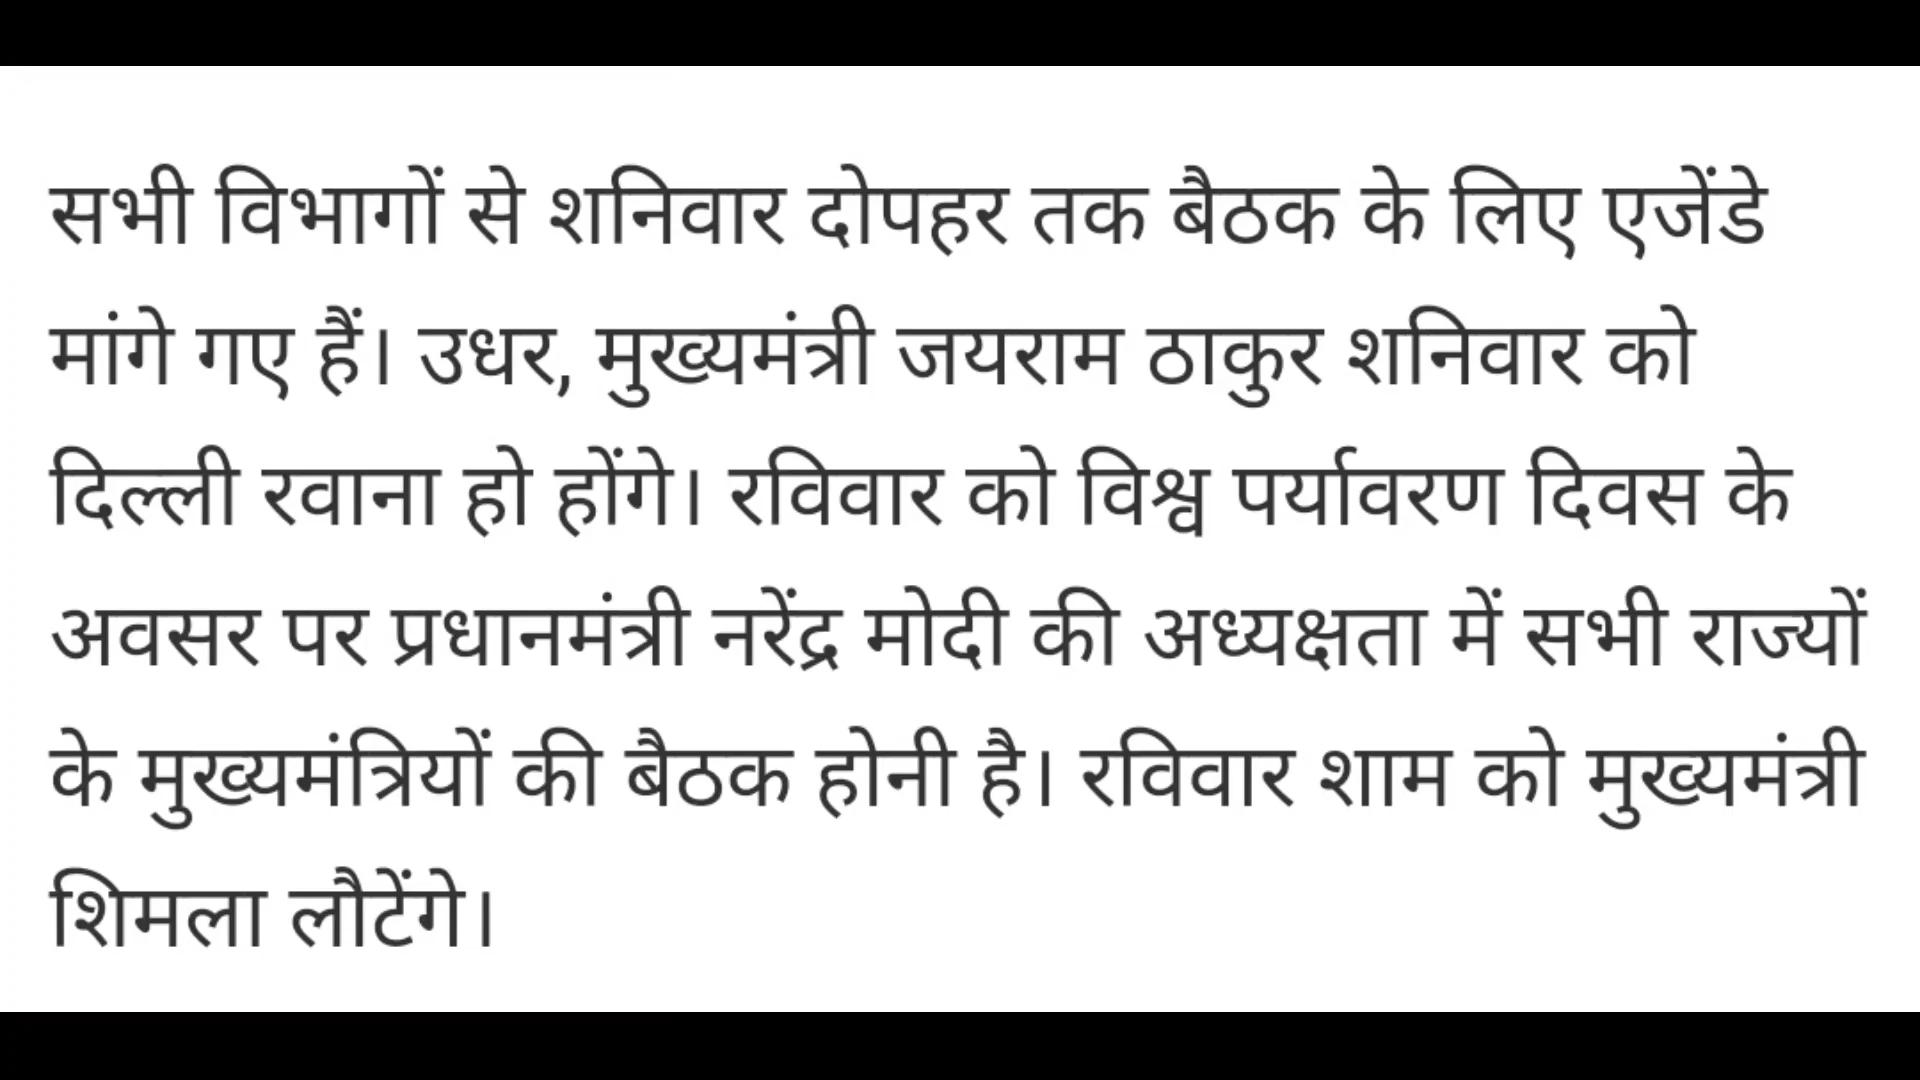 सभी विभागों से शनिवार दोपहर तक बैठक के लिए एजेंडे
मांगे गए हैं। उधर, मुख्यमंत्री जयराम ठाकुर शनिवार को
दिल्ली रवाना हो होंगे। रविवार को विश्व पर्यावरण दिवस के
अवसर पर प्रधानमंत्री नरेंद्र मोदी की अध्यक्षता में सभी राज्यों
के मुख्यमंत्रियों की बैठक होनी है। रविवार शाम को मुख्यमंत्री
शिमला लौटेंगे।